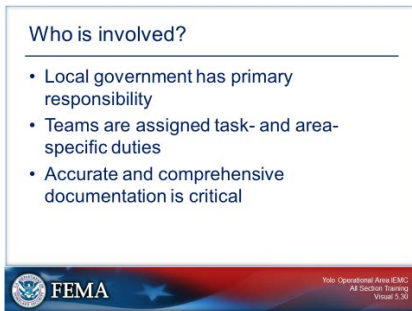 Who is involved?
• Local government has primary
responsibility
• Teams are assigned task- and area-
specific duties
• Accurate and comprehensive
documentation is critical
FEMA
Yolo Operational Area IEMC
All Section Training
Visual 5.30